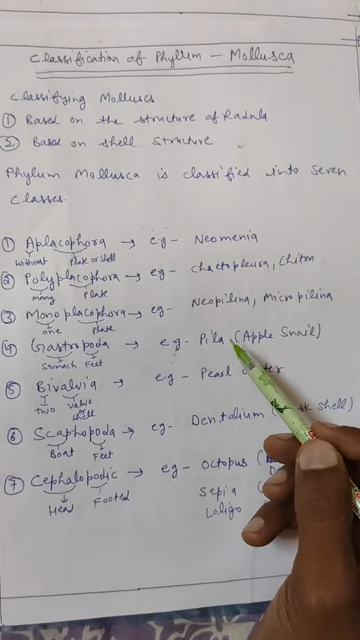 Classification of Phylum - Mollusca
Classifying Molluscs
① Based on the structure of Radula
② Based on shell structure
Phylum Mollusca is classified into seven
classes.
① Aplacophora → eg - Neomenia
without Plate or shell
② Polyplacophora → eg - Chaetopleura, Chiton
many Plate
③ Monoplacophora → eg - Neopilina, Micropilina
one Plate
④ Gastropoda → eg - Pila (Apple Snail)
Stomach Feet
⑤ Bivalvia → eg - Pearl
Two valve
shell
⑥ Scaphopoda → eg - Dentalium ( shell)
Boat Feet
⑦ Cephalopodic → eg - Octopus (
Head Footed Sepia (
Loligo